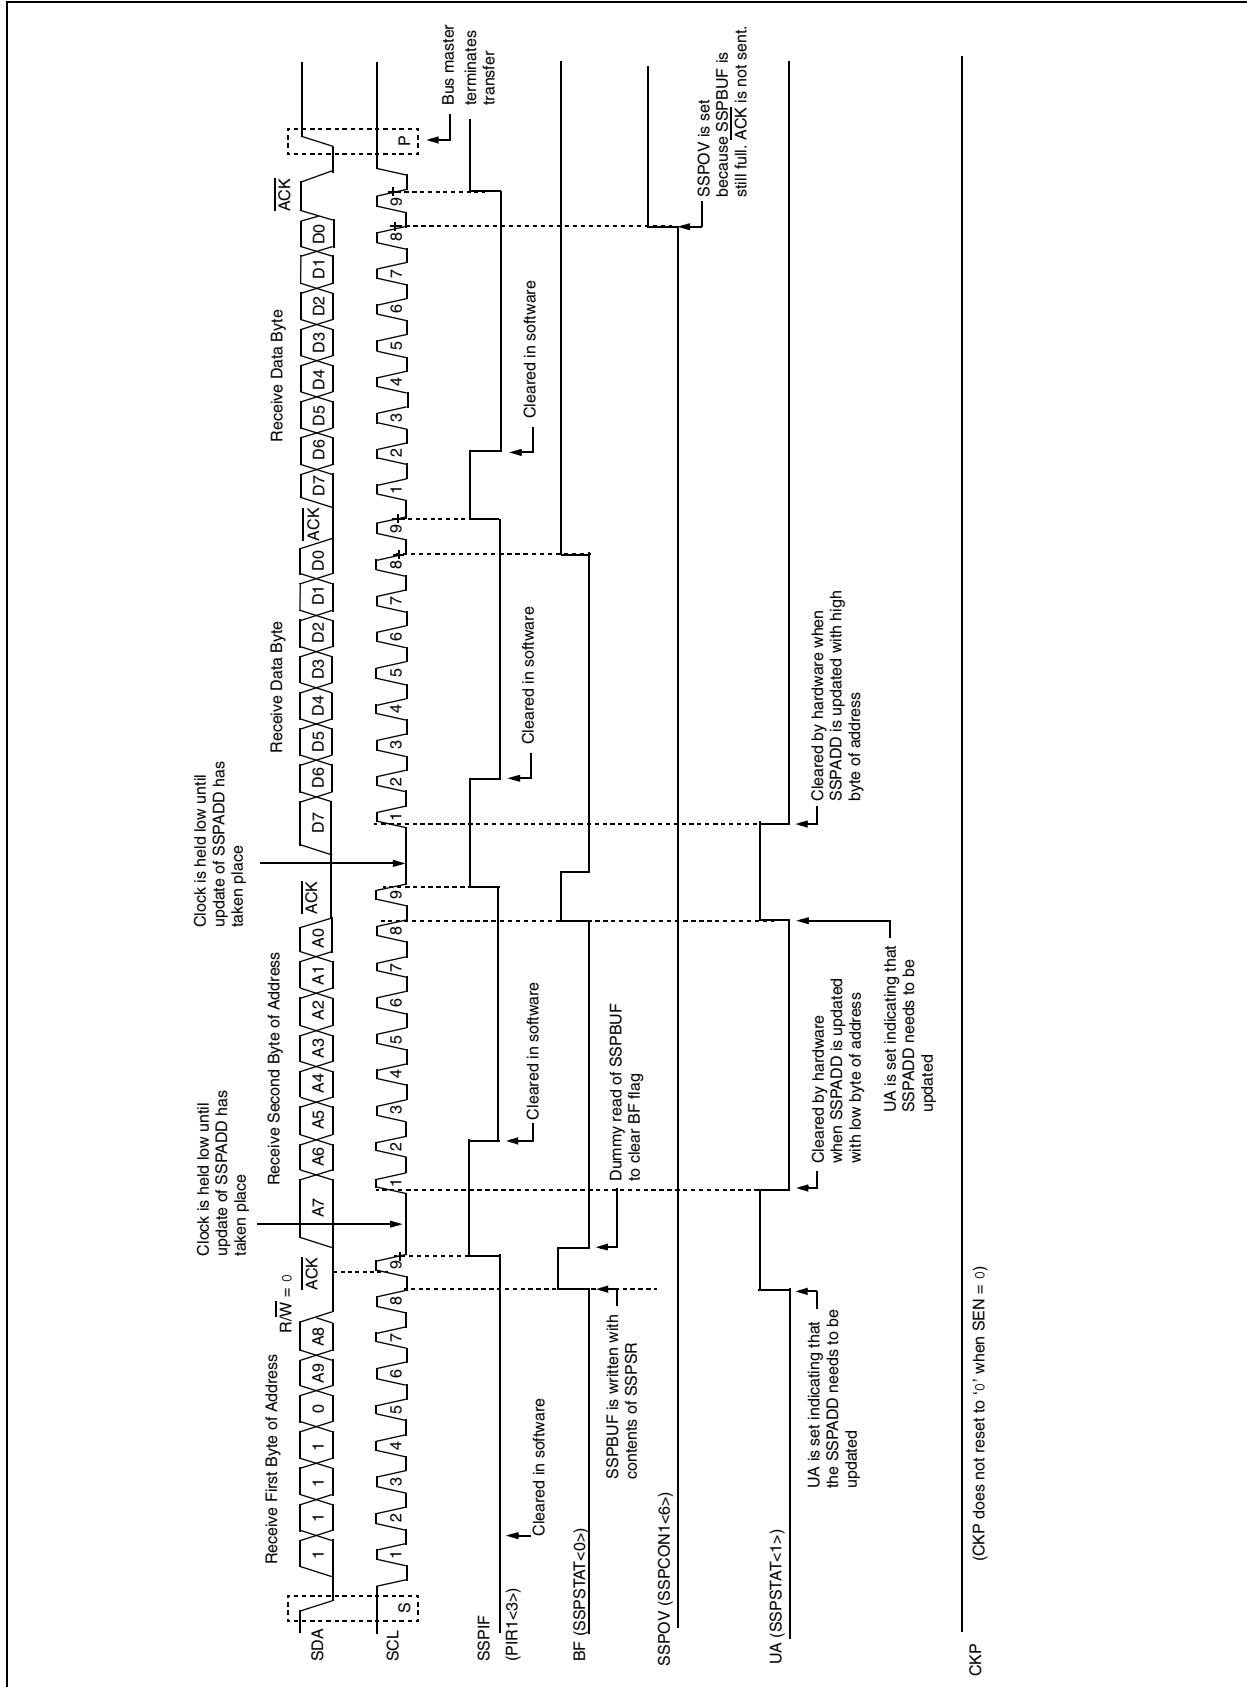 Receive First Byte of Address
R/W = 0
ACK
Clock is held low until
update of SSPADD has
taken place
Receive Second Byte of Address
ACK
Clock is held low until
update of SSPADD has
taken place
Receive Data Byte
ACK
Receive Data Byte
ACK
SDA
1 1 1 1 0 A9 A8
A7 A6 A5 A4 A3 A2 A1 A0
D7 D6 D5 D4 D3 D2 D1 D0
D7 D6 D5 D4 D3 D2 D1 D0
SCL
S
1 2 3 4 5 6 7 8 9
1 2 3 4 5 6 7 8 9
1 2 3 4 5 6 7 8 9
1 2 3 4 5 6 7 8 9
P
Bus master
terminates
transfer
SSPIF
(PIR1<3>)
Cleared in software
Cleared in software
Cleared in software
Cleared in software
BF (SSPSTAT<0>)
SSPBUF is written with
contents of SSPSR
Dummy read of SSPBUF
to clear BF flag
SSPOV (SSPCON1<6>)
SSPOV is set
because SSPBUF is
still full. ACK is not sent.
UA (SSPSTAT<1>)
UA is set indicating that
the SSPADD needs to be
updated
Cleared by hardware
when SSPADD is updated
with low byte of address
UA is set indicating that
SSPADD needs to be
updated
Cleared by hardware when
SSPADD is updated with high
byte of address
CKP
(CKP does not reset to ‘0’ when SEN = 0)